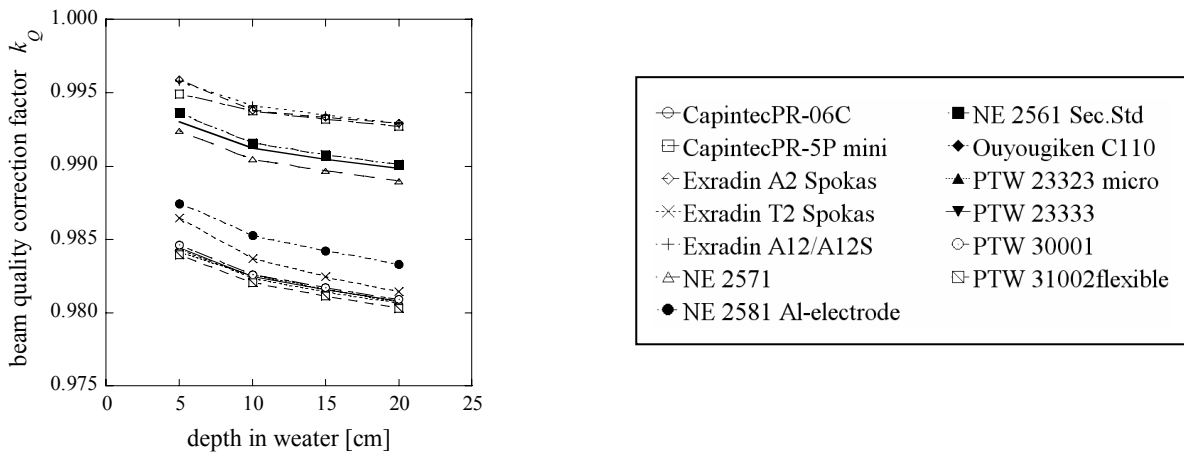 beam quality correction factor k_Q
1.000
0.995
0.990
0.985
0.980
0.975
0 5 10 15 20 25
depth in weater [cm]
CapintecPR-06C
CapintecPR-5P mini
Exradin A2 Spokas
Exradin T2 Spokas
Exradin A12/A12S
NE 2571
NE 2581 Al-electrode
NE 2561 Sec.Std
Ouyougiken C110
PTW 23323 micro
PTW 23333
PTW 30001
PTW 31002flexible